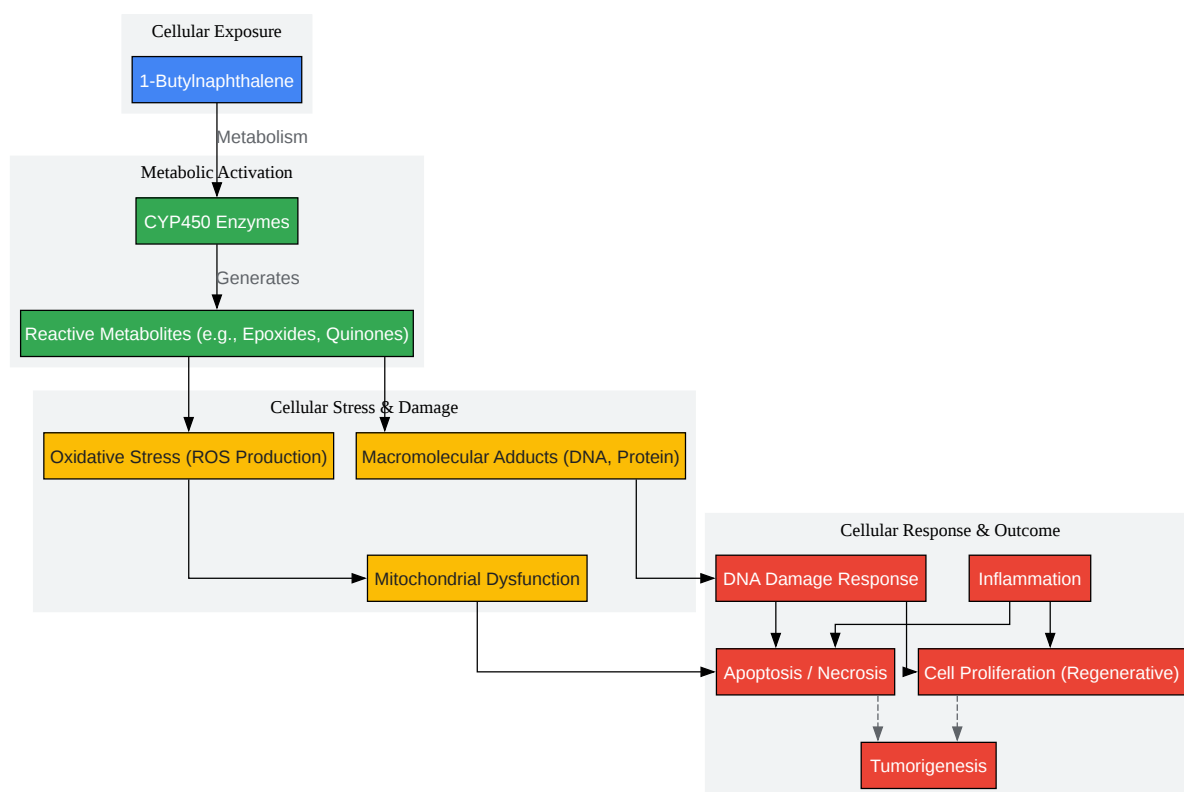 Cellular Exposure
1-Butylnaphthalene
Metabolism
Metabolic Activation
CYP450 Enzymes
Generates
Reactive Metabolites (e.g., Epoxides, Quinones)
Cellular Stress & Damage
Oxidative Stress (ROS Production)
Macromolecular Adducts (DNA, Protein)
Mitochondrial Dysfunction
Cellular Response & Outcome
DNA Damage Response
Inflammation
Apoptosis / Necrosis
Cell Proliferation (Regenerative)
Tumorigenesis